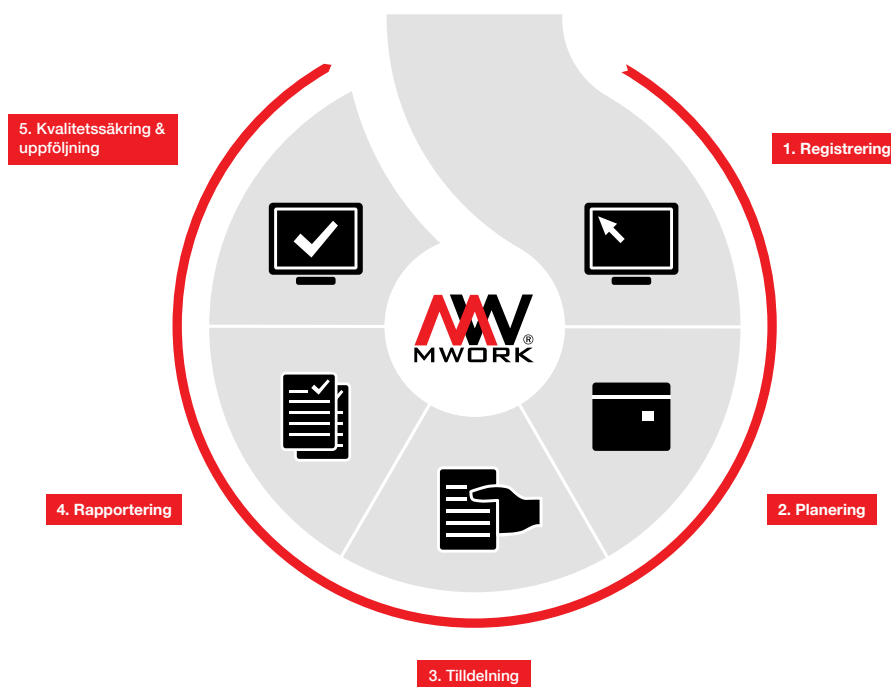 1. Registrering
2. Planering
3. Tilldelning
4. Rapportering
5. Kvalitetssäkring &
uppföljning
MWORK
®